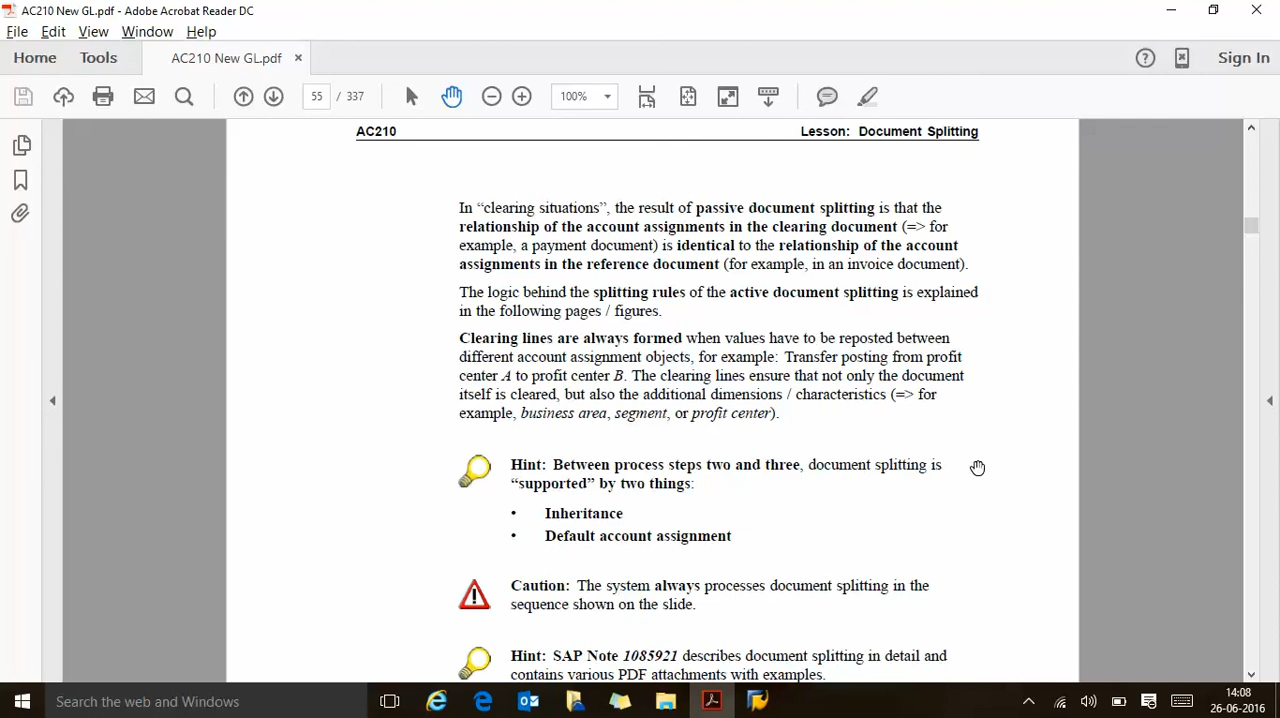 AC210 New GL.pdf - Adobe Acrobat Reader DC
File Edit View Window Help
Home Tools AC210 New GL.pdf × Sign In
55 / 337 100%
AC210 Lesson: Document Splitting
In “clearing situations”, the result of passive document splitting is that the
relationship of the account assignments in the clearing document (=> for
example, a payment document) is identical to the relationship of the account
assignments in the reference document (for example, in an invoice document).
The logic behind the splitting rules of the active document splitting is explained
in the following pages / figures.
Clearing lines are always formed when values have to be reposted between
different account assignment objects, for example: Transfer posting from profit
center A to profit center B. The clearing lines ensure that not only the document
itself is cleared, but also the additional dimensions / characteristics (=> for
example, business area, segment, or profit center).
Hint: Between process steps two and three, document splitting is
“supported” by two things:
• Inheritance
• Default account assignment
Caution: The system always processes document splitting in the
sequence shown on the slide.
Hint: SAP Note 1085921 describes document splitting in detail and
contains various PDF attachments with examples.
Search the web and Windows
14:08
26-06-2016